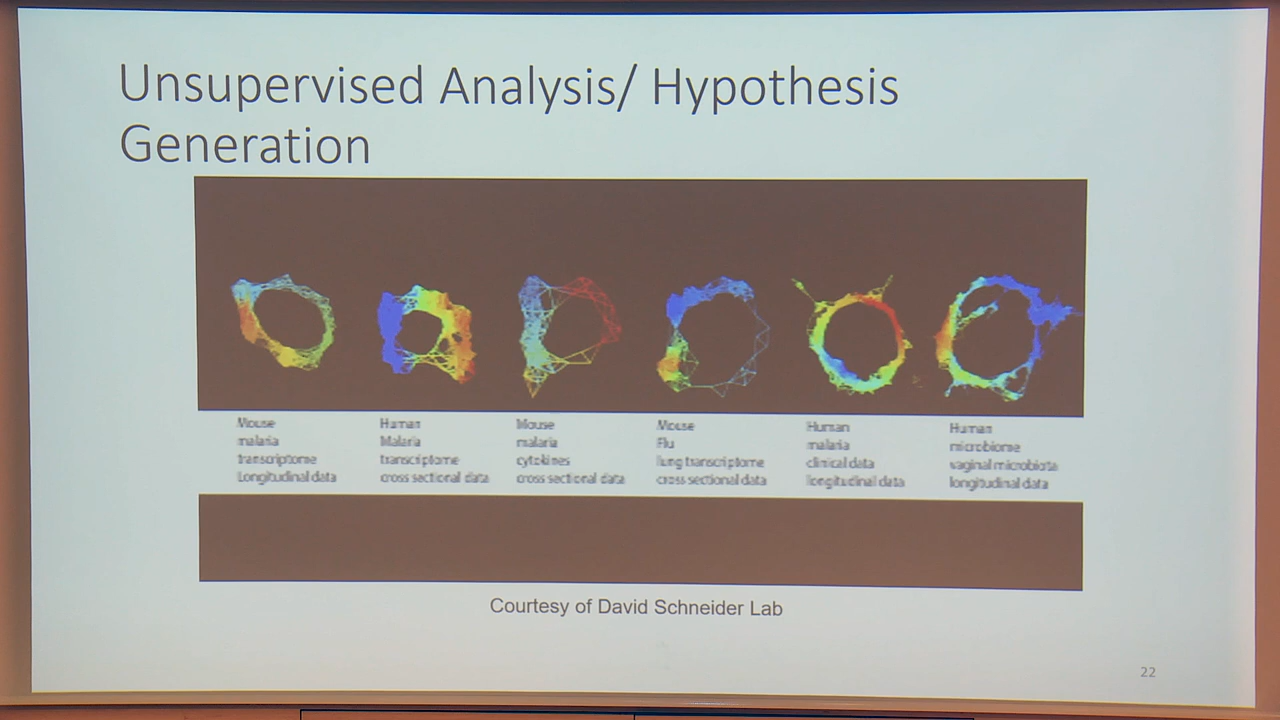 Unsupervised Analysis/ Hypothesis
Generation
Mouse
malaria
transcriptome
Longitudinal data
Human
Malaria
transcriptome
cross sectional data
Mouse
malaria
cytokines
cross sectional data
Mouse
Flu
lung transcriptome
cross sectional data
Human
malaria
clinical data
longitudinal data
Human
microbiome
vaginal microbiota
longitudinal data
Courtesy of David Schneider Lab
22